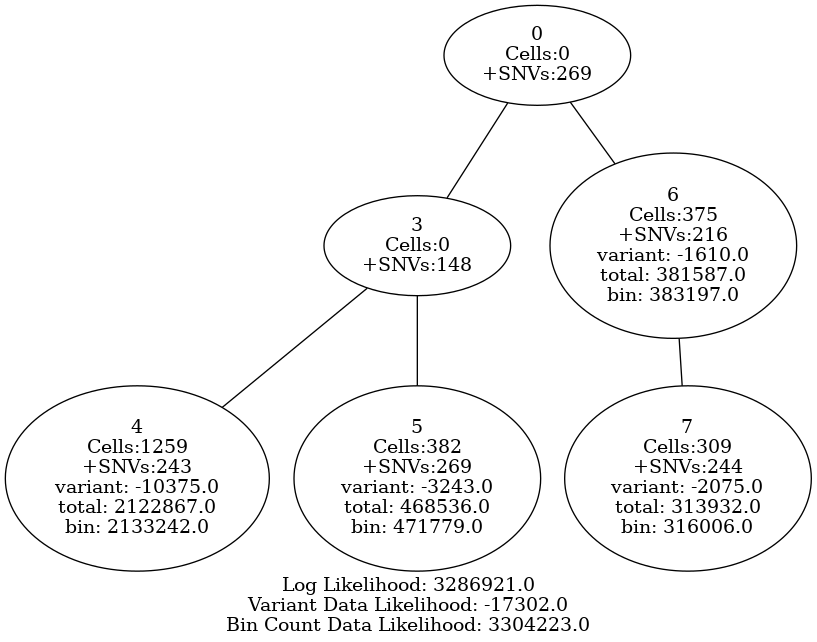 0
Cells:0
+SNVs:269
3
Cells:0
+SNVs:148
6
Cells:375
+SNVs:216
variant: -1610.0
total: 381587.0
bin: 383197.0
4
Cells:1259
+SNVs:243
variant: -10375.0
total: 2122867.0
bin: 2133242.0
5
Cells:382
+SNVs:269
variant: -3243.0
total: 468536.0
bin: 471779.0
7
Cells:309
+SNVs:244
variant: -2075.0
total: 313932.0
bin: 316006.0
Log Likelihood: 3286921.0
Variant Data Likelihood: -17302.0
Bin Count Data Likelihood: 3304223.0